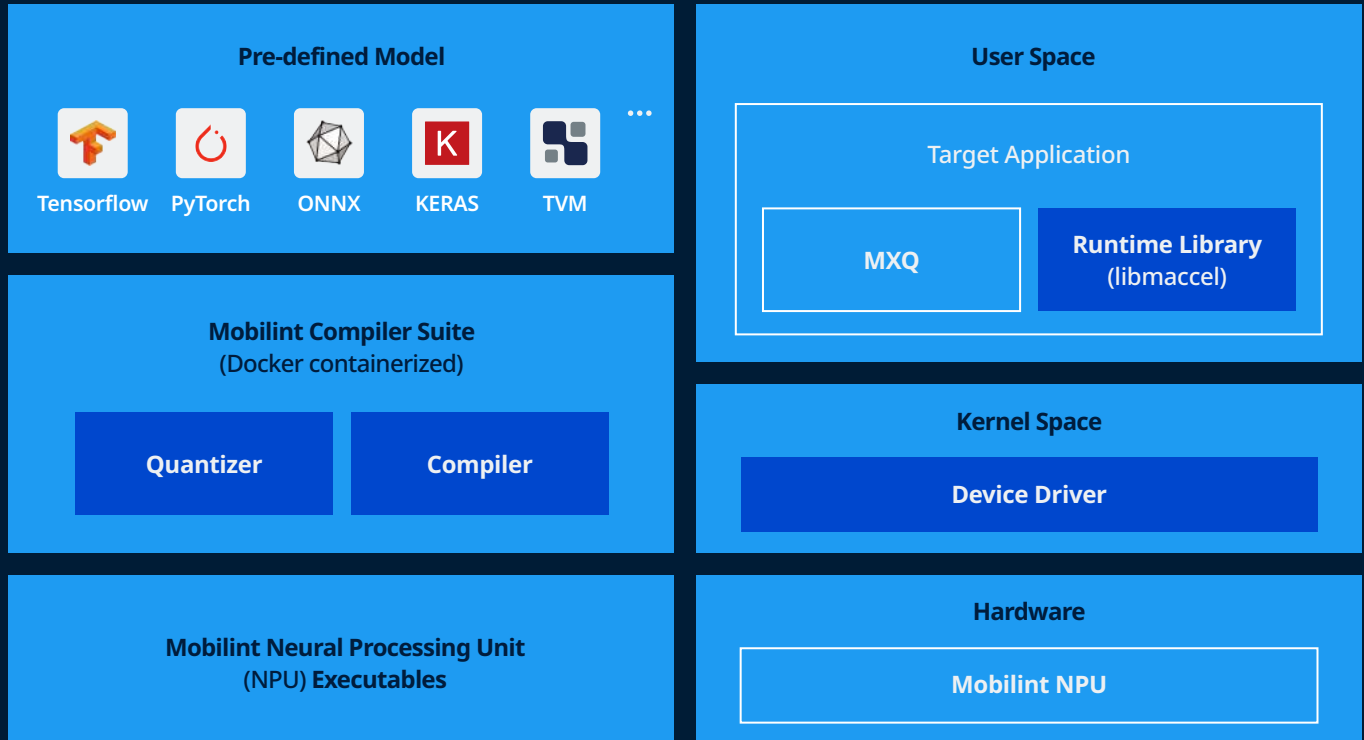 Pre-defined Model
Tensorflow
PyTorch
ONNX
K
KERAS
TVM
...
Mobilint Compiler Suite
(Docker containerized)
Quantizer
Compiler
Mobilint Neural Processing Unit
(NPU) Executables
User Space
Target Application
MXQ
Runtime Library
(libmaccel)
Kernel Space
Device Driver
Hardware
Mobilint NPU